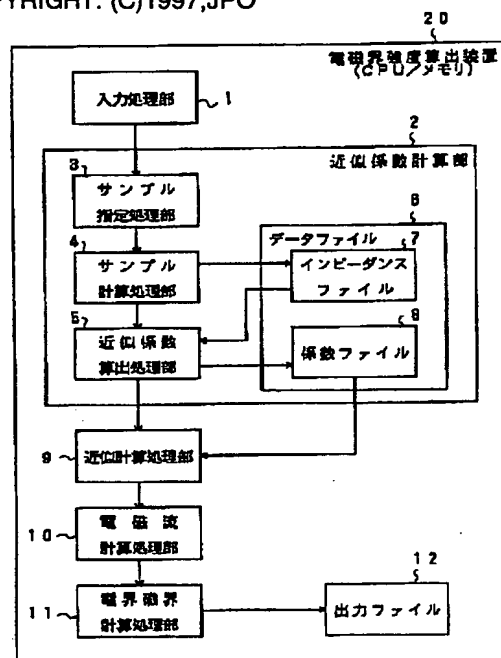 PYRIGHT: (C)1997,JPO
20
電磁界強度算出装置
(CPU/メモリ)
入力処理部
1
2
近似係数計算部
3
サンプル
指定処理部
6
データファイル
4
7
サンプル
計算処理部
インピーダンス
ファイル
5
8
近似係数
算出処理部
係数ファイル
9
近似計算処理部
10
電磁流
計算処理部
12
11
電界磁界
計算処理部
出力ファイル